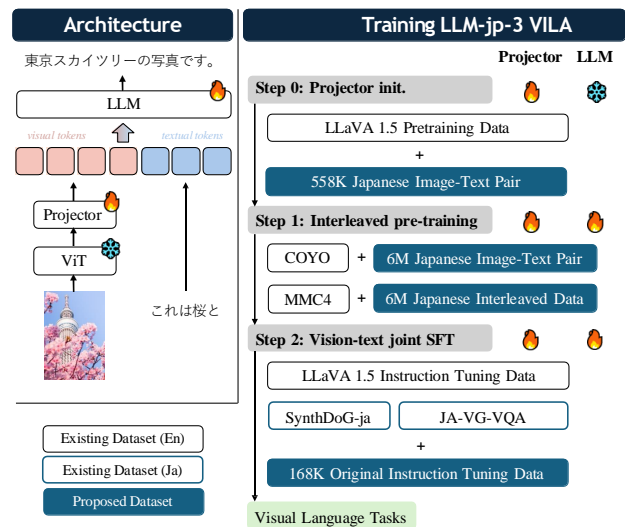 Architecture
東京スカイツリーの写真です。
LLM
visual tokens
textual tokens
Projector
ViT
これは桜と
Existing Dataset (En)
Existing Dataset (Ja)
Proposed Dataset
Training LLM-jp-3 VILA
Projector LLM
Step 0: Projector init.
LLaVA 1.5 Pretraining Data
+
558K Japanese Image-Text Pair
Step 1: Interleaved pre-training
COYO + 6M Japanese Image-Text Pair
MMC4 + 6M Japanese Interleaved Data
Step 2: Vision-text joint SFT
LLaVA 1.5 Instruction Tuning Data
SynthDoG-ja JA-VG-VQA
+
168K Original Instruction Tuning Data
Visual Language Tasks